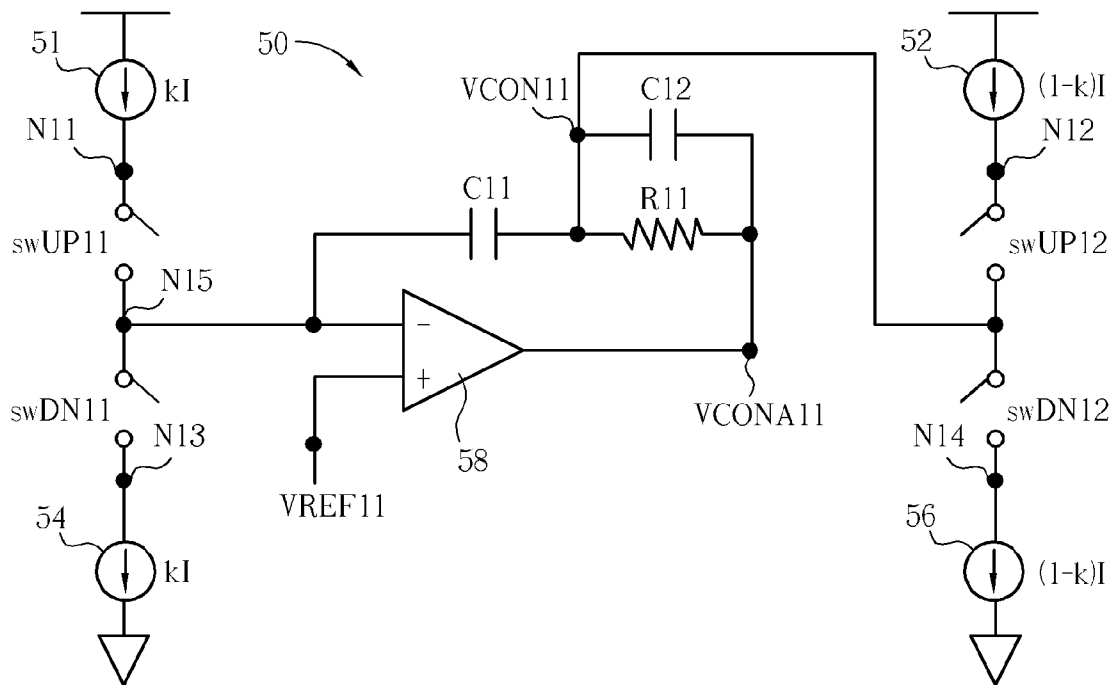 51
kI
N11
swUP11
N15
swDN11
N13
54
kI
50
VCON11
C12
C11
R11
−
+
58
VREF11
VCONA11
52
(1-k)I
N12
swUP12
swDN12
N14
56
(1-k)I